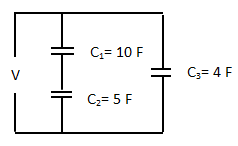 C₁= 10 F
V
C₃= 4 F
C₂= 5 F